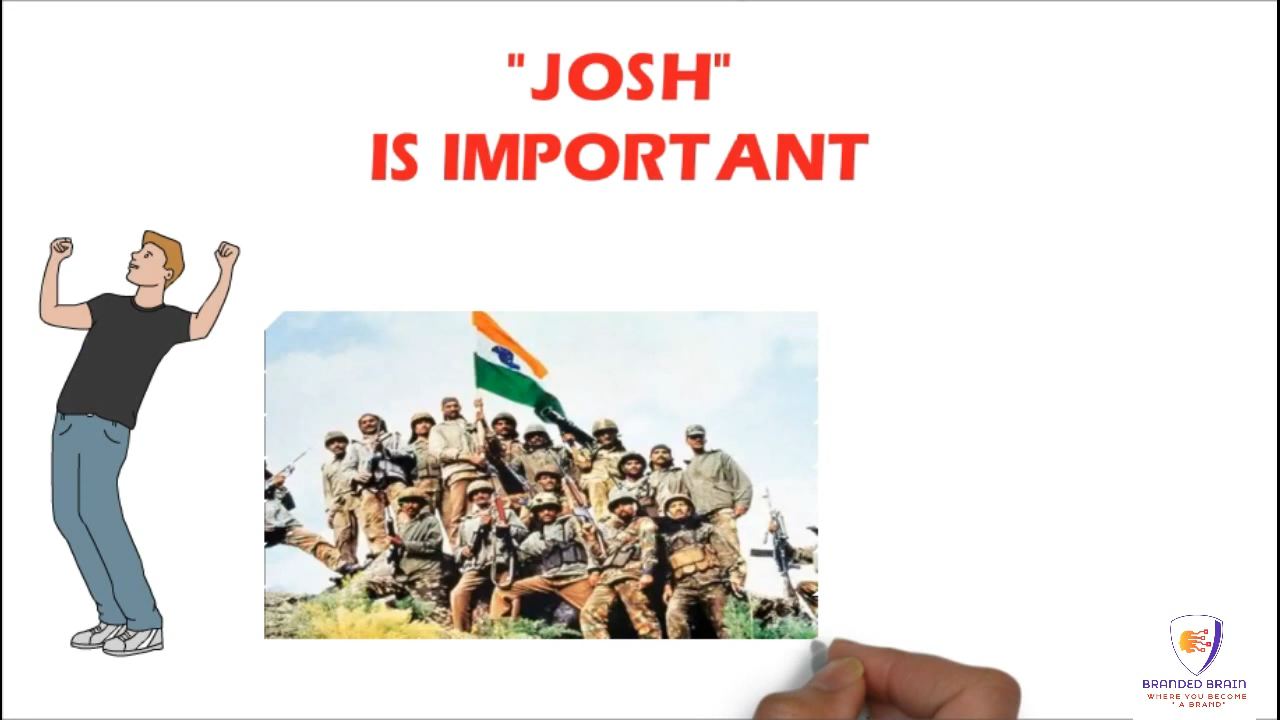 "JOSH"
IS IMPORTANT
BRANDED BRAIN
WHERE YOU BECOME
" A BRAND"